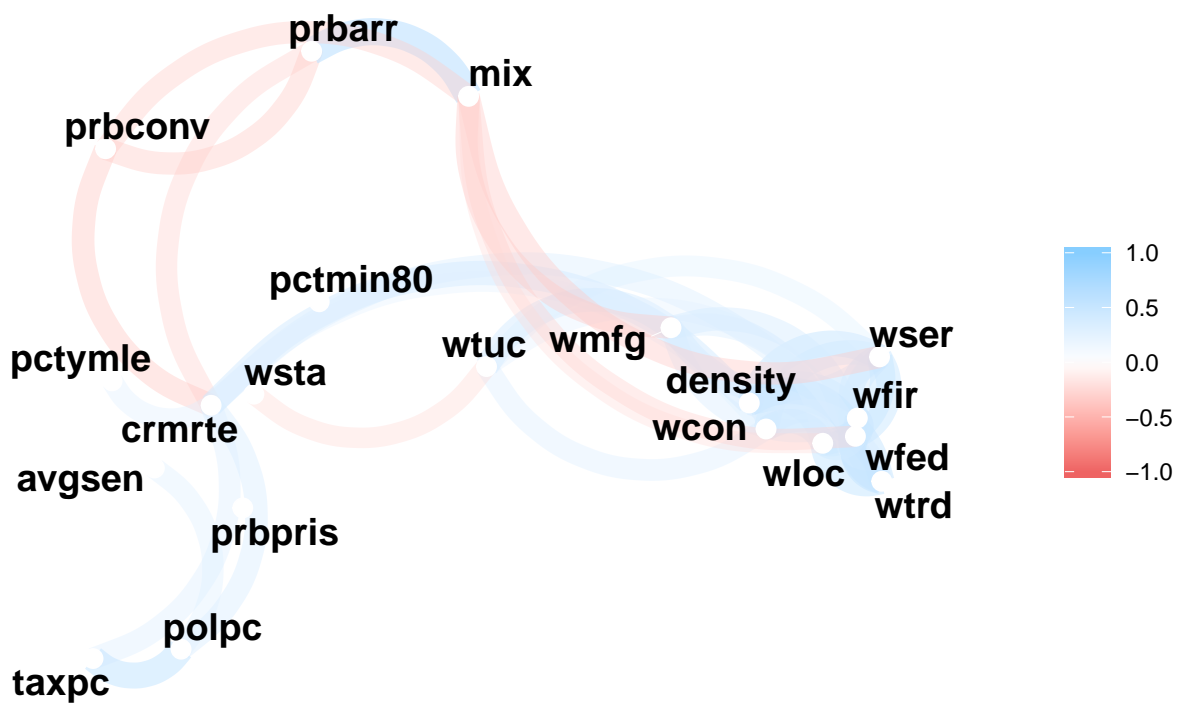 prbarr
mix
prbconv
pctmin80
pctymle
wsta
wtuc
wmfg
wser
density
wfir
crmrte
wcon
avgsen
wloc
wfed
wtrd
prbpris
polpc
taxpc
1.0
0.5
0.0
−0.5
−1.0